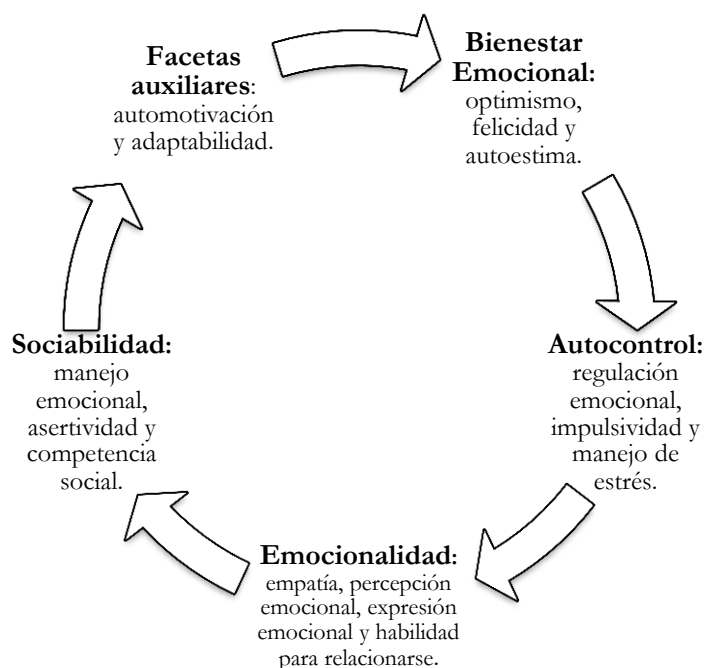 Facetas
auxiliares:
automotivación
y adaptabilidad.
Bienestar
Emocional:
optimismo,
felicidad y
autoestima.
Autocontrol:
regulación
emocional,
impulsividad y
manejo de
estrés.
Emocionalidad:
empatía, percepción
emocional, expresión
emocional y habilidad
para relacionarse.
Sociabilidad:
manejo
emocional,
asertividad y
competencia
social.